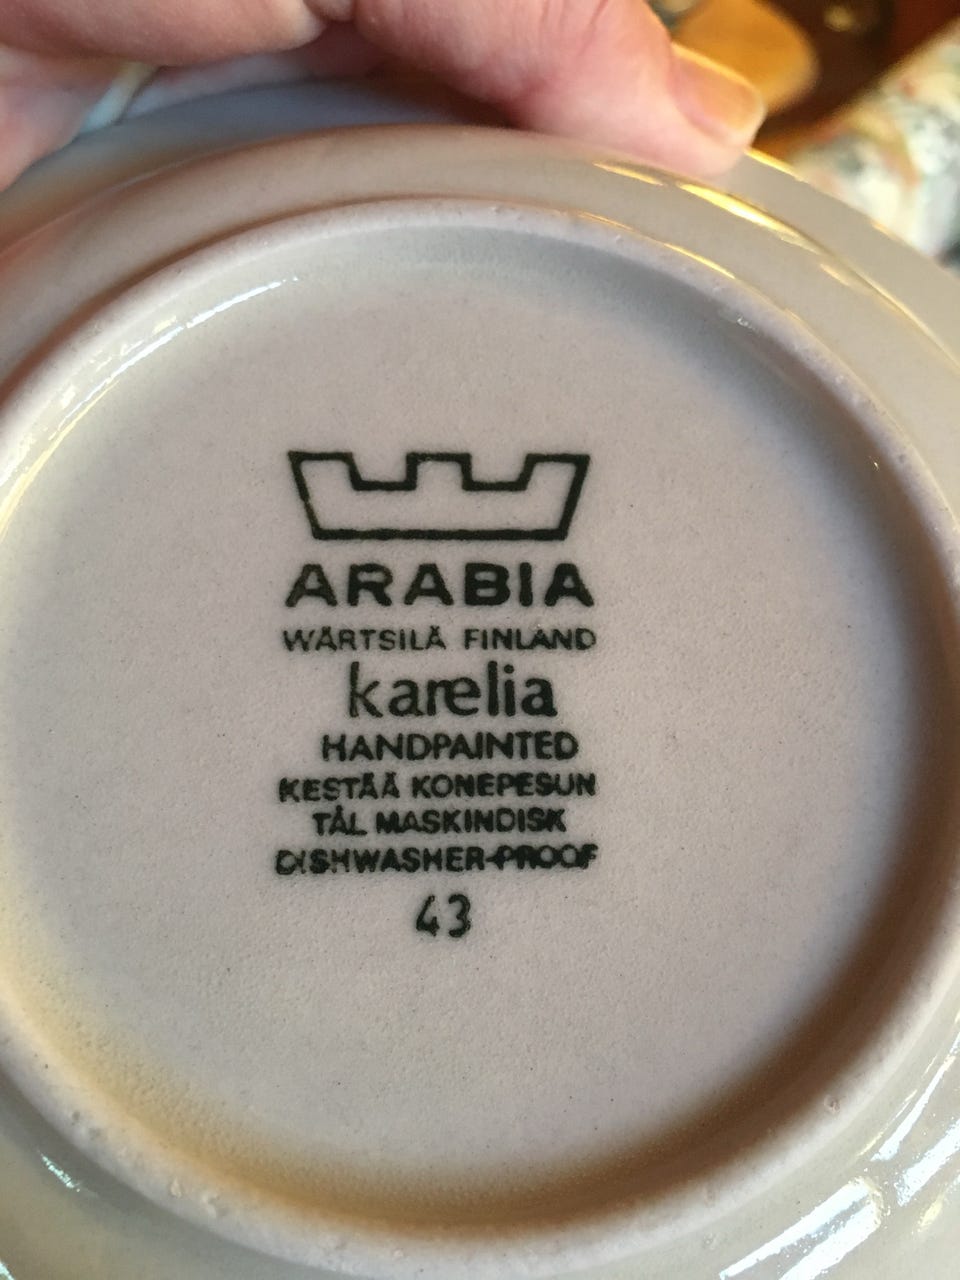 ARABIA
WÄRTSILÄ FINLAND
karelia
HANDPAINTED
KESTÄÄ KONEPESUN
TÅL MASKINDISK
DISHWASHER-PROOF
43